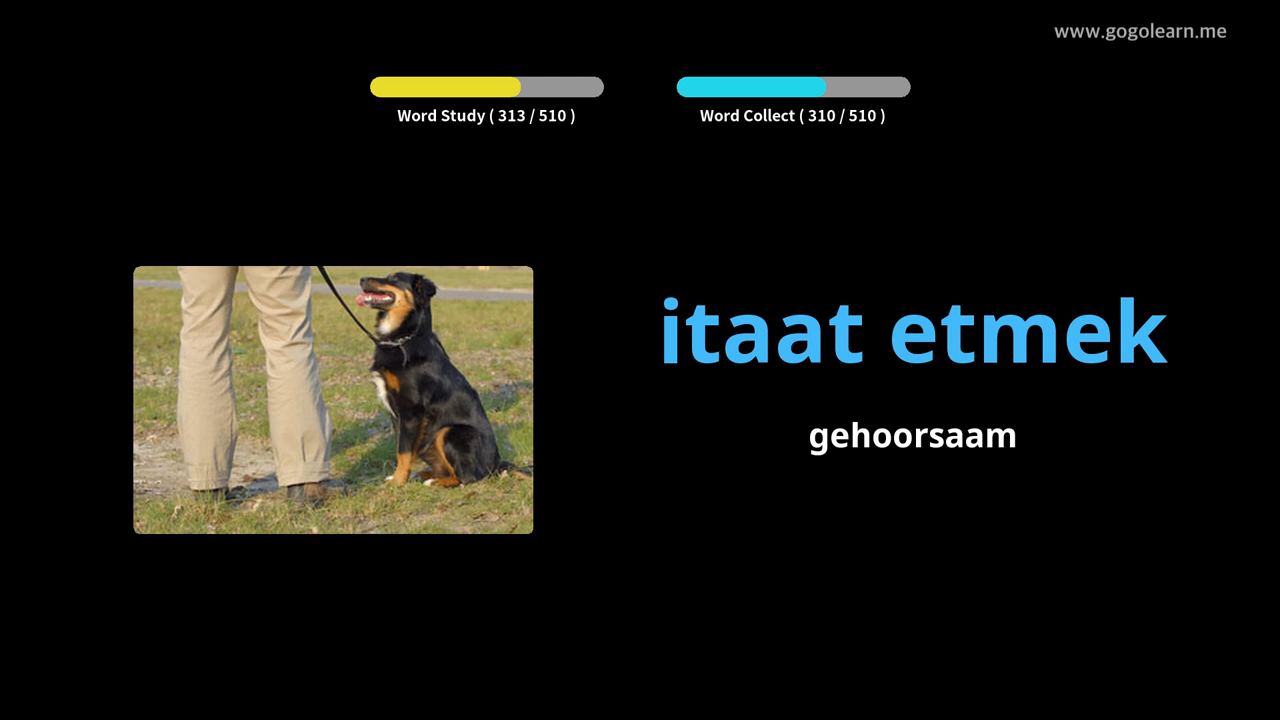 www.gogolearn.me
Word Study ( 313 / 510 )
Word Collect ( 310 / 510 )
itaat etmek
gehoorsaam